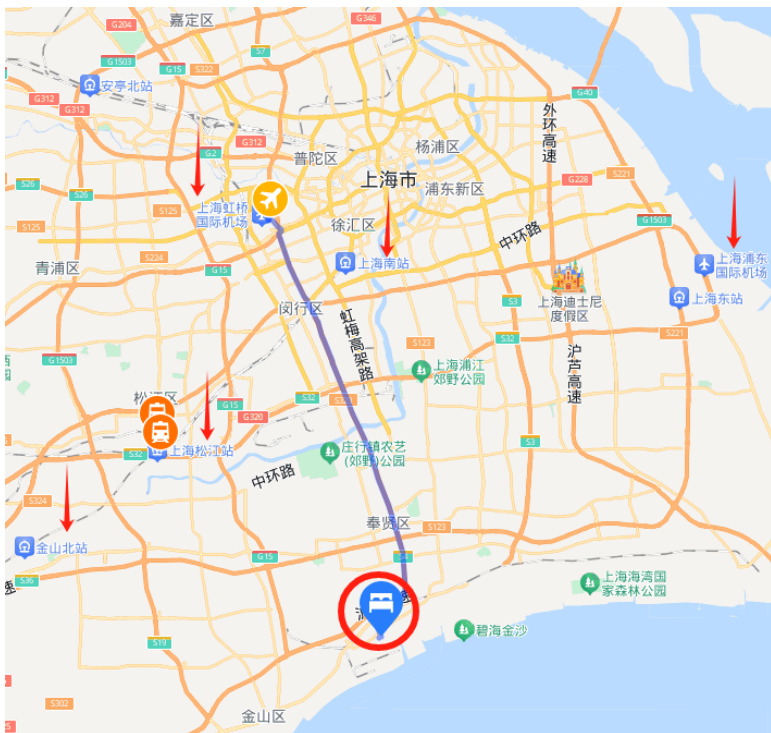 嘉定区
G346
G204
S7
G1503
G15
S322
安亭北站
G40
G312
G312
G312
G2
外环高速
杨浦区
普陀区
上海市
S221
G228
浦东新区
S26
S26
S125
S125
上海虹桥
国际机场
徐汇区
G1503
中环路
S224
青浦区
G15
上海南站
上海浦东
国际机场
上海东站
上海迪士尼
度假区
S3
闵行区
虹梅高架路
S123
S32
S221
沪芦高速
G1503
上海浦江
郊野公园
松江区
S32
G15
G320
S3
上海松江站
S32
庄行镇农艺
(郊野)公园
中环路
S324
奉贤区
S123
金山北站
G15
S4
S36
速
上海海湾国
家森林公园
碧海金沙
S19
S302
金山区